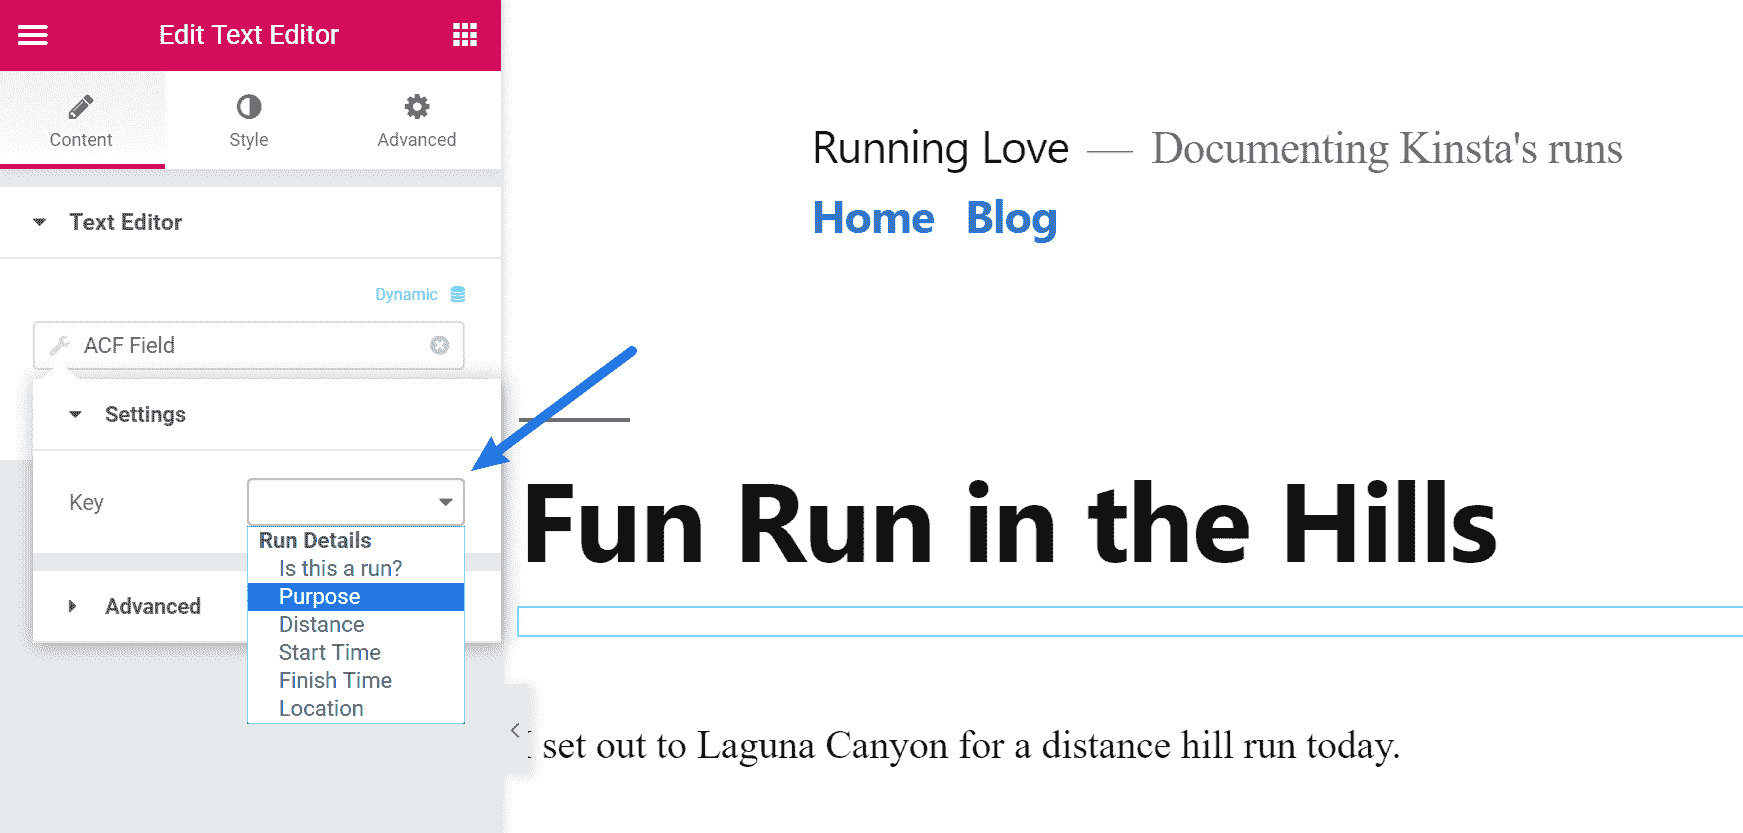 Edit Text Editor
Content
Style
Advanced
Text Editor
Dynamic
ACF Field
Settings
Key
Run Details
Is this a run?
Purpose
Distance
Start Time
Finish Time
Location
Advanced
Running Love — Documenting Kinsta's runs
Home Blog
Fun Run in the Hills
set out to Laguna Canyon for a distance hill run today.